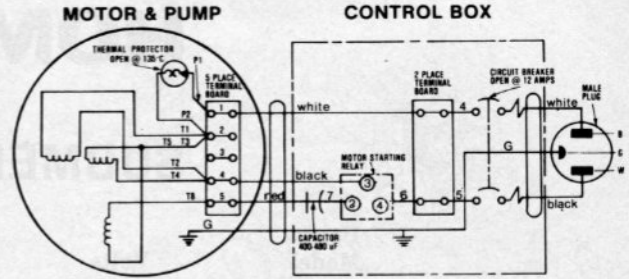 MOTOR & PUMP
CONTROL BOX
THERMAL PROTECTOR
OPEN @ 135°C
P1
5 PLACE
TERMINAL
BOARD
2 PLACE
TERMINAL
BOARD
CIRCUIT BREAKER
OPEN @ 12 AMPS
MALE
PLUG
1
white
4
white
P2
T1
2
T5 T3
G
B
G
W
3
MOTOR STARTING
RELAY
T2
T4
4
black
3
T8
5
red
7
2
4
6
5
black
G
CAPACITOR
400-480 uF